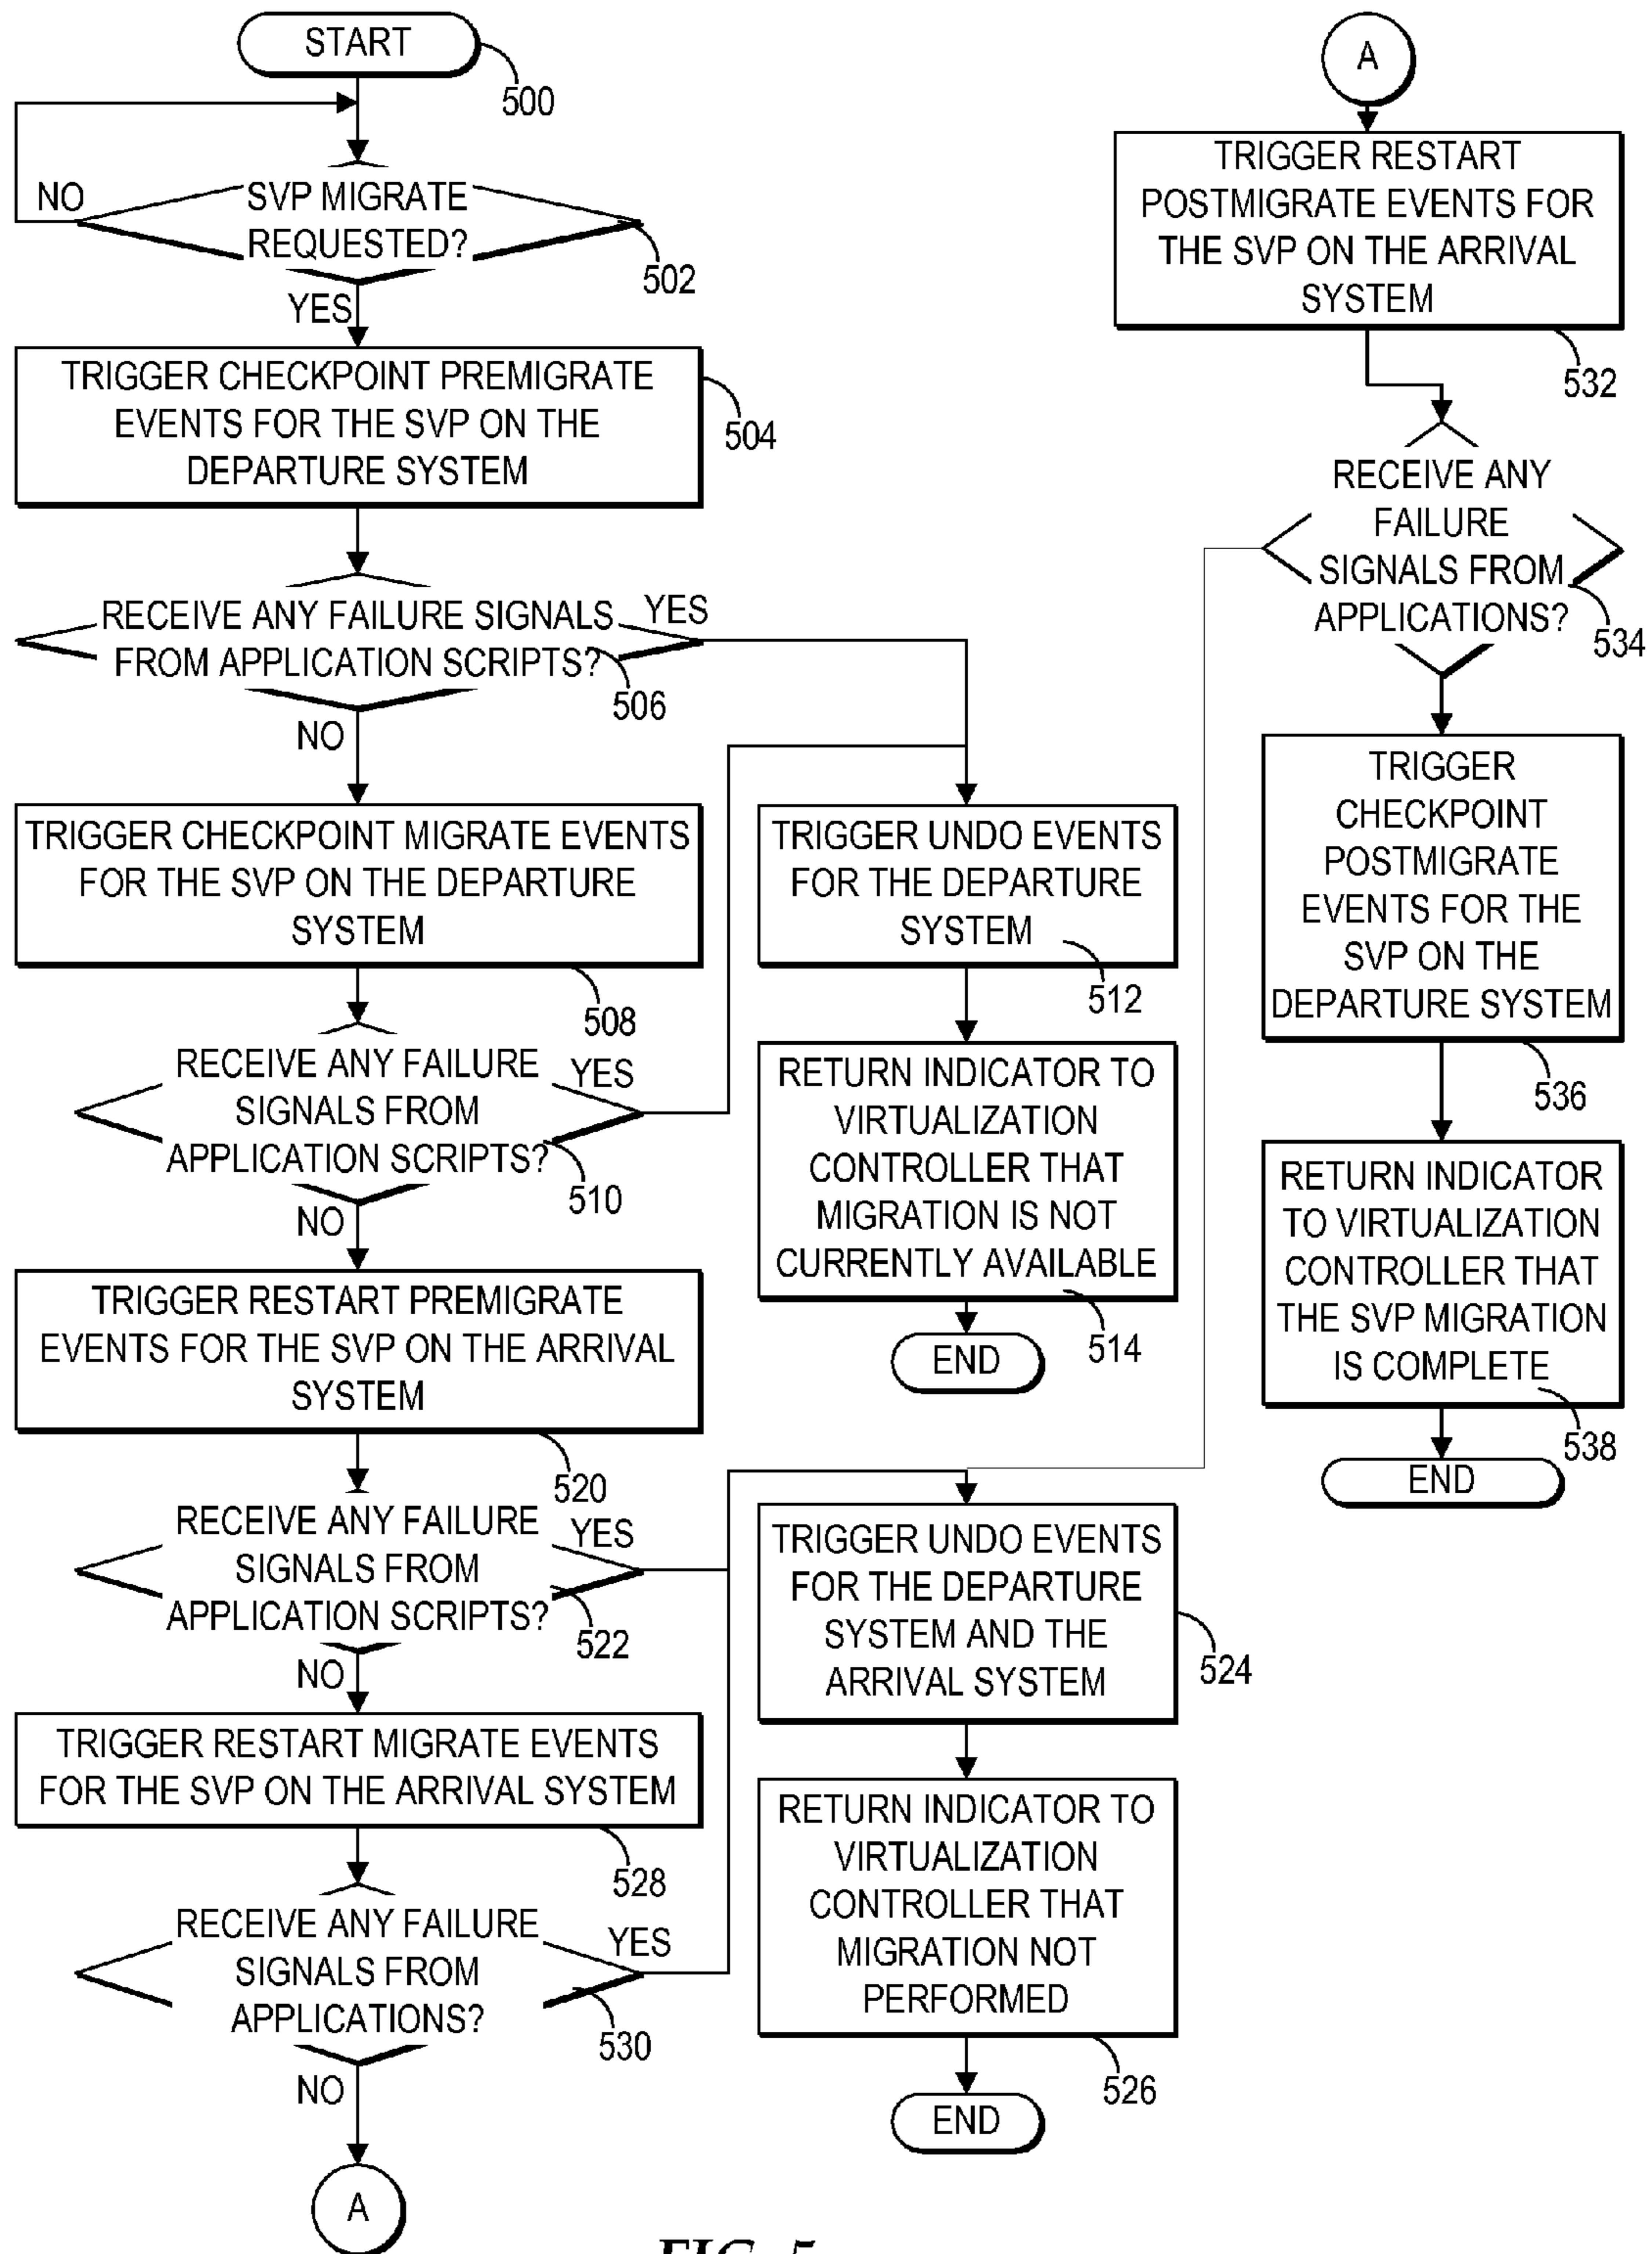 START
500
NO
SVP MIGRATE
REQUESTED?
502
YES
TRIGGER CHECKPOINT PREMIGRATE
EVENTS FOR THE SVP ON THE
DEPARTURE SYSTEM
504
RECEIVE ANY FAILURE SIGNALS
FROM APPLICATION SCRIPTS?
YES
506
NO
TRIGGER CHECKPOINT MIGRATE EVENTS
FOR THE SVP ON THE DEPARTURE
SYSTEM
508
RECEIVE ANY FAILURE
SIGNALS FROM
APPLICATION SCRIPTS?
YES
510
NO
TRIGGER RESTART PREMIGRATE
EVENTS FOR THE SVP ON THE ARRIVAL
SYSTEM
520
RECEIVE ANY FAILURE
SIGNALS FROM
APPLICATION SCRIPTS?
YES
522
NO
TRIGGER RESTART MIGRATE EVENTS
FOR THE SVP ON THE ARRIVAL SYSTEM
528
RECEIVE ANY FAILURE
SIGNALS FROM
APPLICATIONS?
YES
530
NO
A
TRIGGER UNDO EVENTS
FOR THE DEPARTURE
SYSTEM
512
RETURN INDICATOR TO
VIRTUALIZATION
CONTROLLER THAT
MIGRATION IS NOT
CURRENTLY AVAILABLE
514
END
TRIGGER UNDO EVENTS
FOR THE DEPARTURE
SYSTEM AND THE
ARRIVAL SYSTEM
524
RETURN INDICATOR TO
VIRTUALIZATION
CONTROLLER THAT
MIGRATION NOT
PERFORMED
526
END
A
TRIGGER RESTART
POSTMIGRATE EVENTS FOR
THE SVP ON THE ARRIVAL
SYSTEM
532
RECEIVE ANY
FAILURE
SIGNALS FROM
APPLICATIONS?
534
TRIGGER
CHECKPOINT
POSTMIGRATE
EVENTS FOR THE
SVP ON THE
DEPARTURE SYSTEM
536
RETURN INDICATOR
TO VIRTUALIZATION
CONTROLLER THAT
THE SVP MIGRATION
IS COMPLETE
538
END
FIG. 5